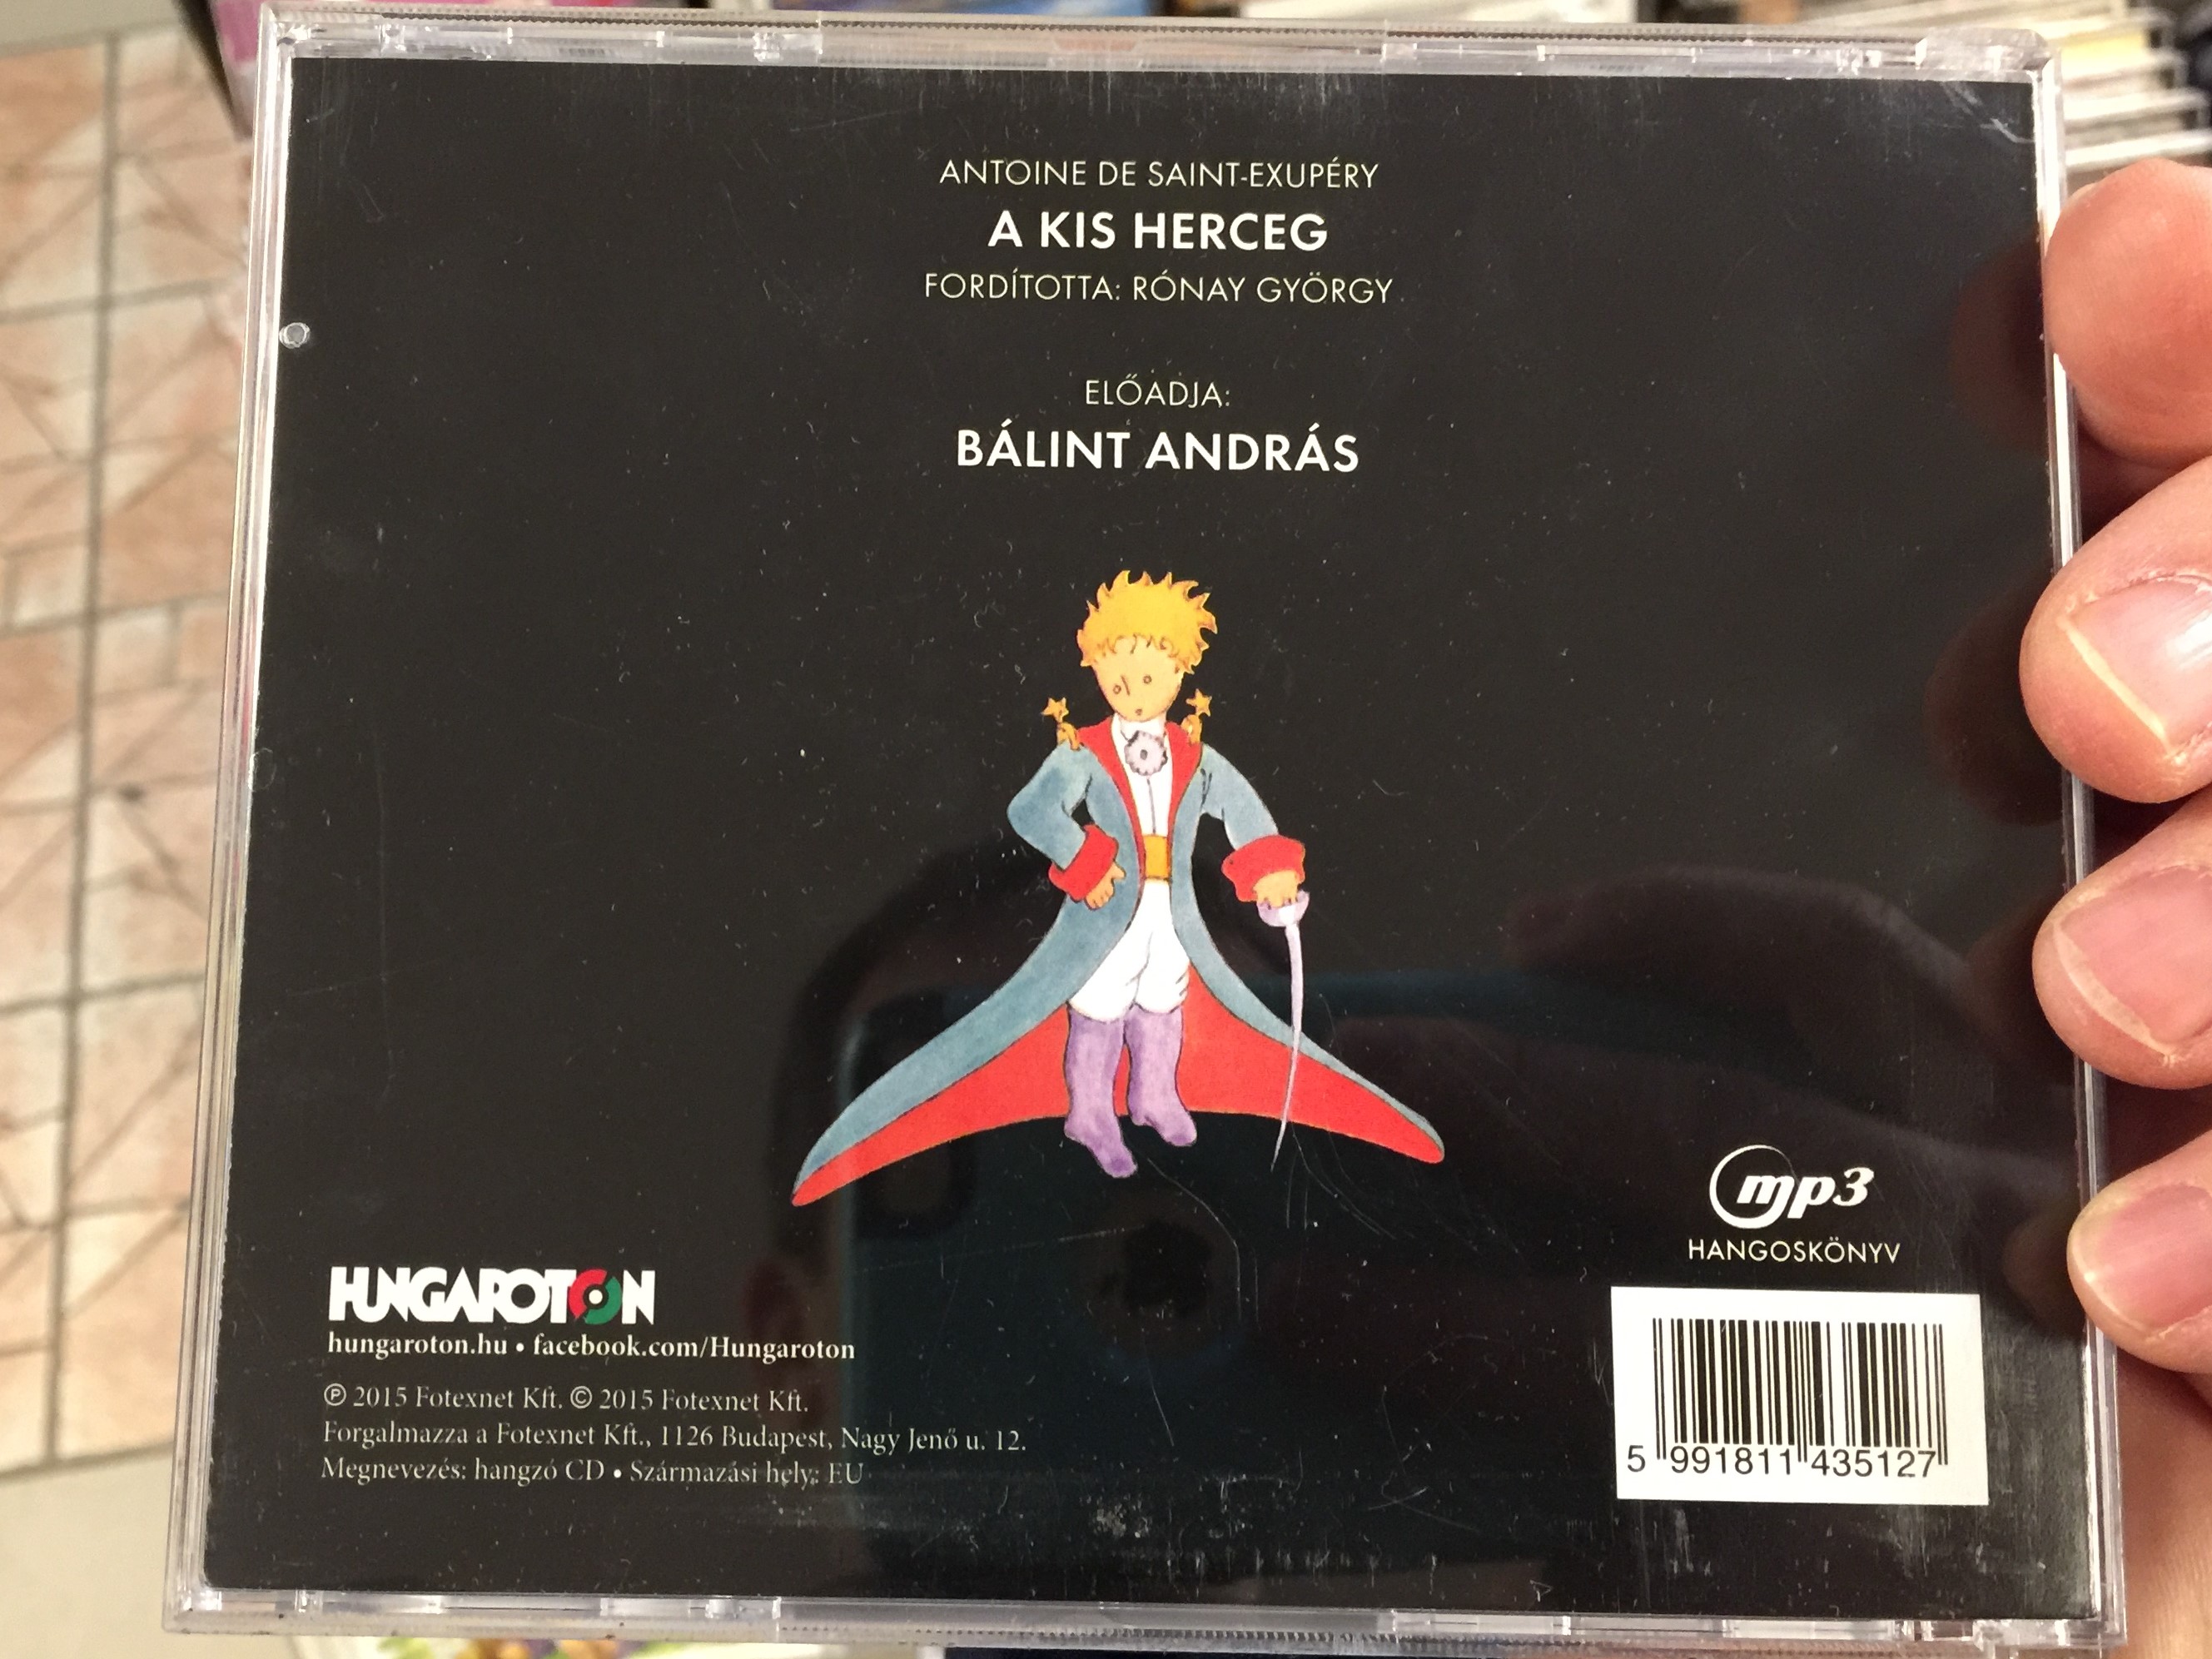 ANTOINE DE SAINT-EXUPÉRY
A KIS HERCEG
FORDÍTOTTA: RÓNAY GYÖRGY
ELŐADJA:
BÁLINT ANDRÁS
mp3
HANGOSKÖNYV
HUNGAROTON
hungaroton.hu • facebook.com/Hungaroton
℗ 2015 Fotexnet Kft. © 2015 Fotexnet Kft.
Forgalmazza a Fotexnet Kft., 1126 Budapest, Nagy Jenő u. 12.
Megnevezés: hangzó CD • Származási hely: EU
5 991811 435127